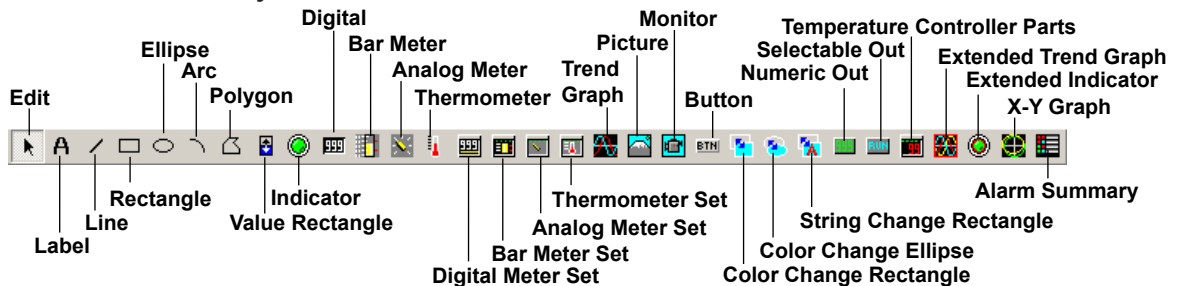 Digital
Monitor
Temperature Controller Parts
Ellipse
Bar Meter
Picture
Selectable Out
Extended Trend Graph
Arc
Analog Meter
Trend
Graph
Numeric Out
Extended Indicator
Edit
Polygon
Thermometer
Button
X-Y Graph
A
999
999
BTN
999
RUN
99
Rectangle
Indicator
Thermometer Set
Alarm Summary
Line
Value Rectangle
Analog Meter Set
String Change Rectangle
Label
Bar Meter Set
Color Change Ellipse
Digital Meter Set
Color Change Rectangle